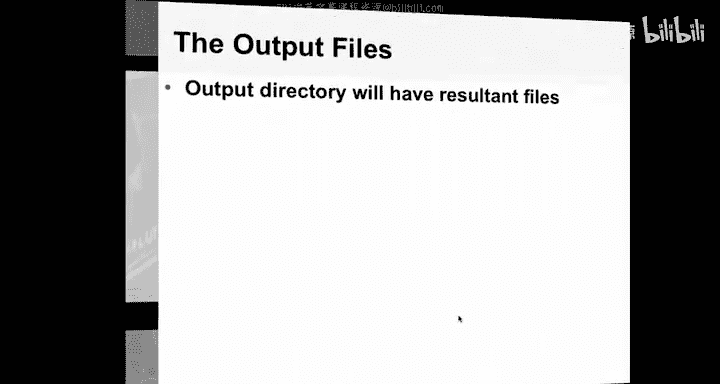 bilibili
The Output Files
• Output directory will have resultant files